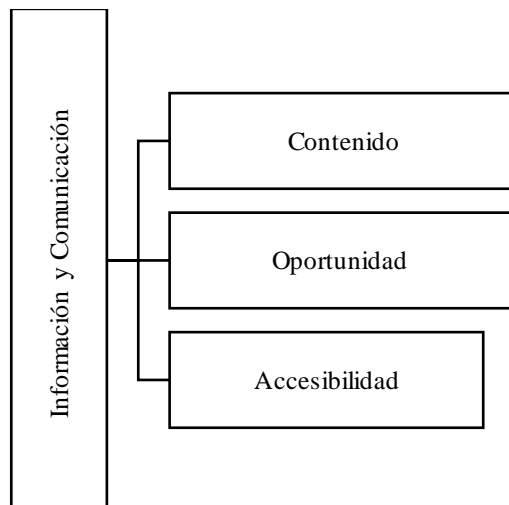 Información y Comunicación
Contenido
Oportunidad
Accesibilidad